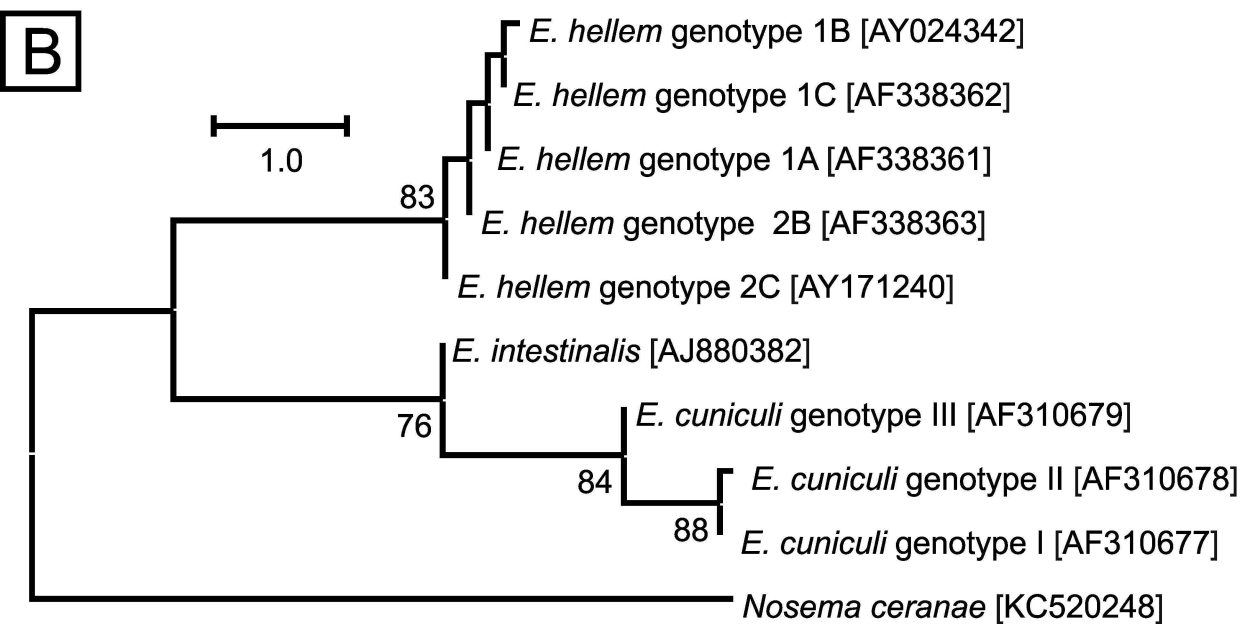 B
E. hellem genotype 1B [AY024342]
E. hellem genotype 1C [AF338362]
1.0
E. hellem genotype 1A [AF338361]
83
E. hellem genotype 2B [AF338363]
E. hellem genotype 2C [AY171240]
E. intestinalis [AJ880382]
76
E. cuniculi genotype III [AF310679]
84
E. cuniculi genotype II [AF310678]
88
E. cuniculi genotype I [AF310677]
Nosema ceranae [KC520248]